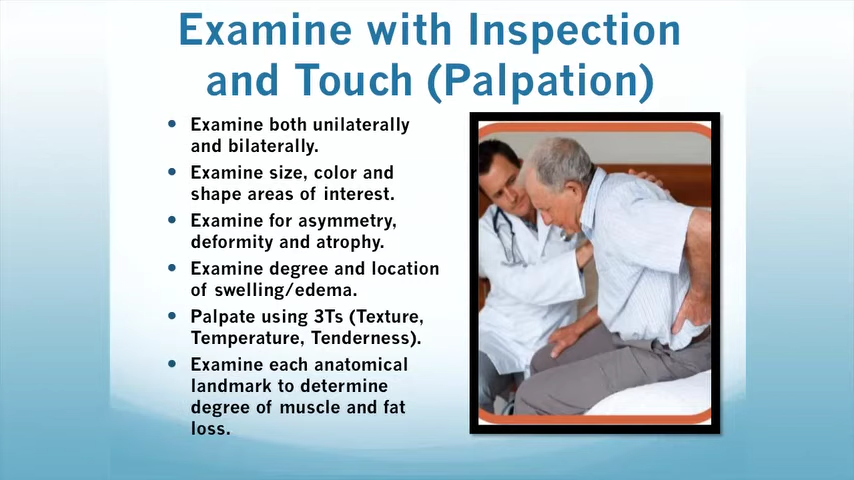 Examine with Inspection
and Touch (Palpation)
• Examine both unilaterally
and bilaterally.
• Examine size, color and
shape areas of interest.
• Examine for asymmetry,
deformity and atrophy.
• Examine degree and location
of swelling/edema.
• Palpate using 3Ts (Texture,
Temperature, Tenderness).
• Examine each anatomical
landmark to determine
degree of muscle and fat
loss.